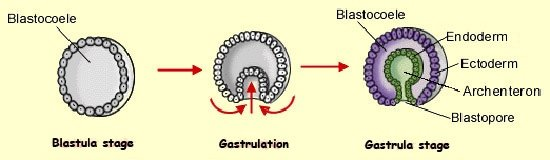 Blastocoele
Blastula stage
Gastrulation
Blastocoele
Endoderm
Ectoderm
Archenteron
Blastopore
Gastrula stage